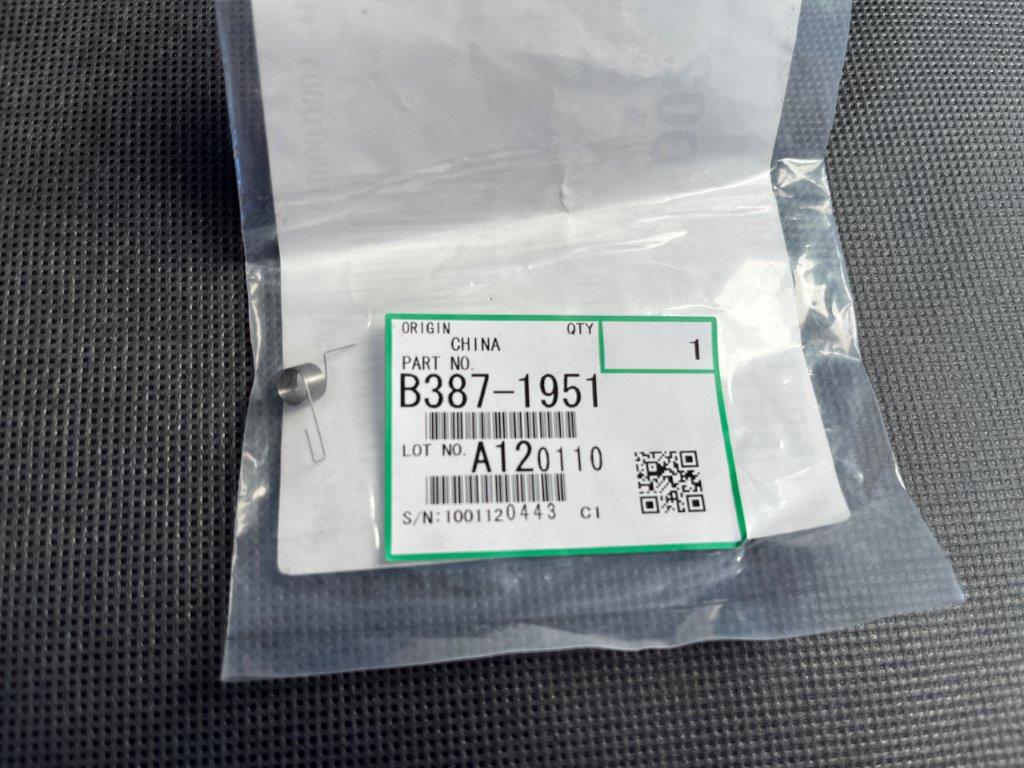 ORIGIN QTY
CHINA 1
PART NO.
B387-1951
LOT NO. A120110
S/N:1001120443 CI